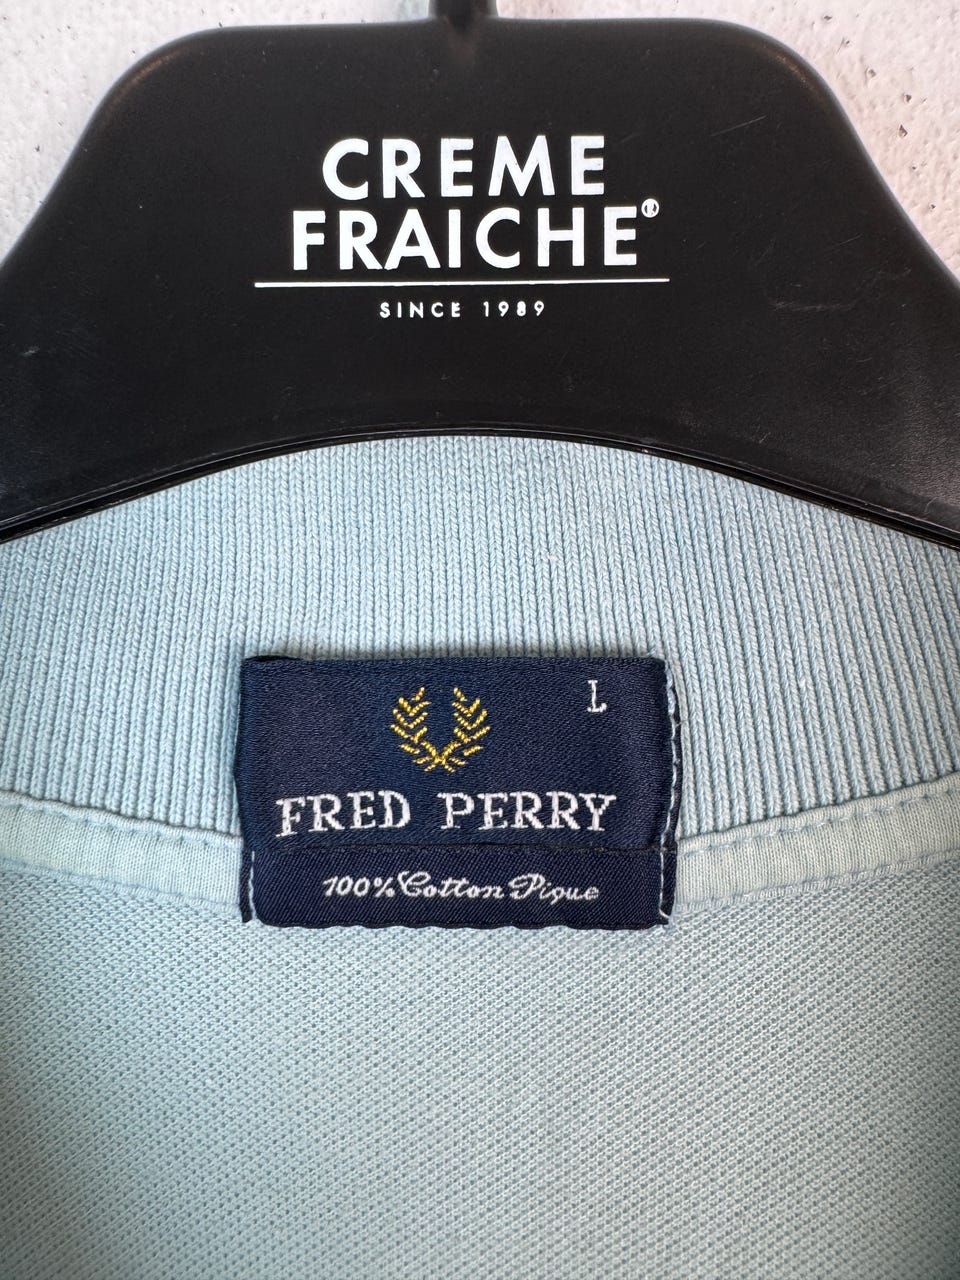 CREME
FRAICHE®
SINCE 1989
L
FRED PERRY
100% Cotton Pique